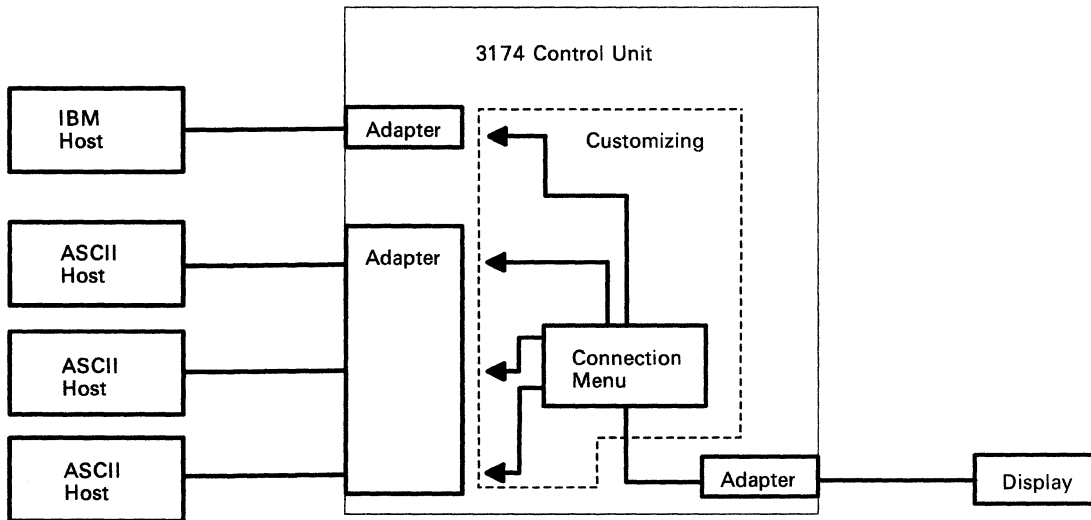 3174 Control Unit
IBM
Host
Adapter
Customizing
ASCII
Host
Adapter
ASCII
Host
Connection
Menu
ASCII
Host
Adapter
Display